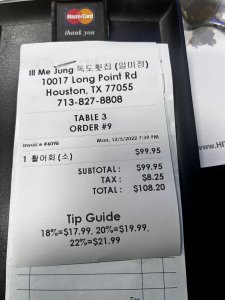 MasterCard
thank you
Ill Me Jung 독도횟집 (일미정)
10017 Long Point Rd
Houston, TX 77055
713-827-8808
TABLE 3
ORDER #9
Invoice #6098
Mon, 12/5/2022 7:39 PM
1 활어회 (소) $99.95
SUBTOTAL : $99.95
TAX : $8.25
TOTAL : $108.20
Tip Guide
18%=$17.99, 20%=$19.99,
22%=$21.99